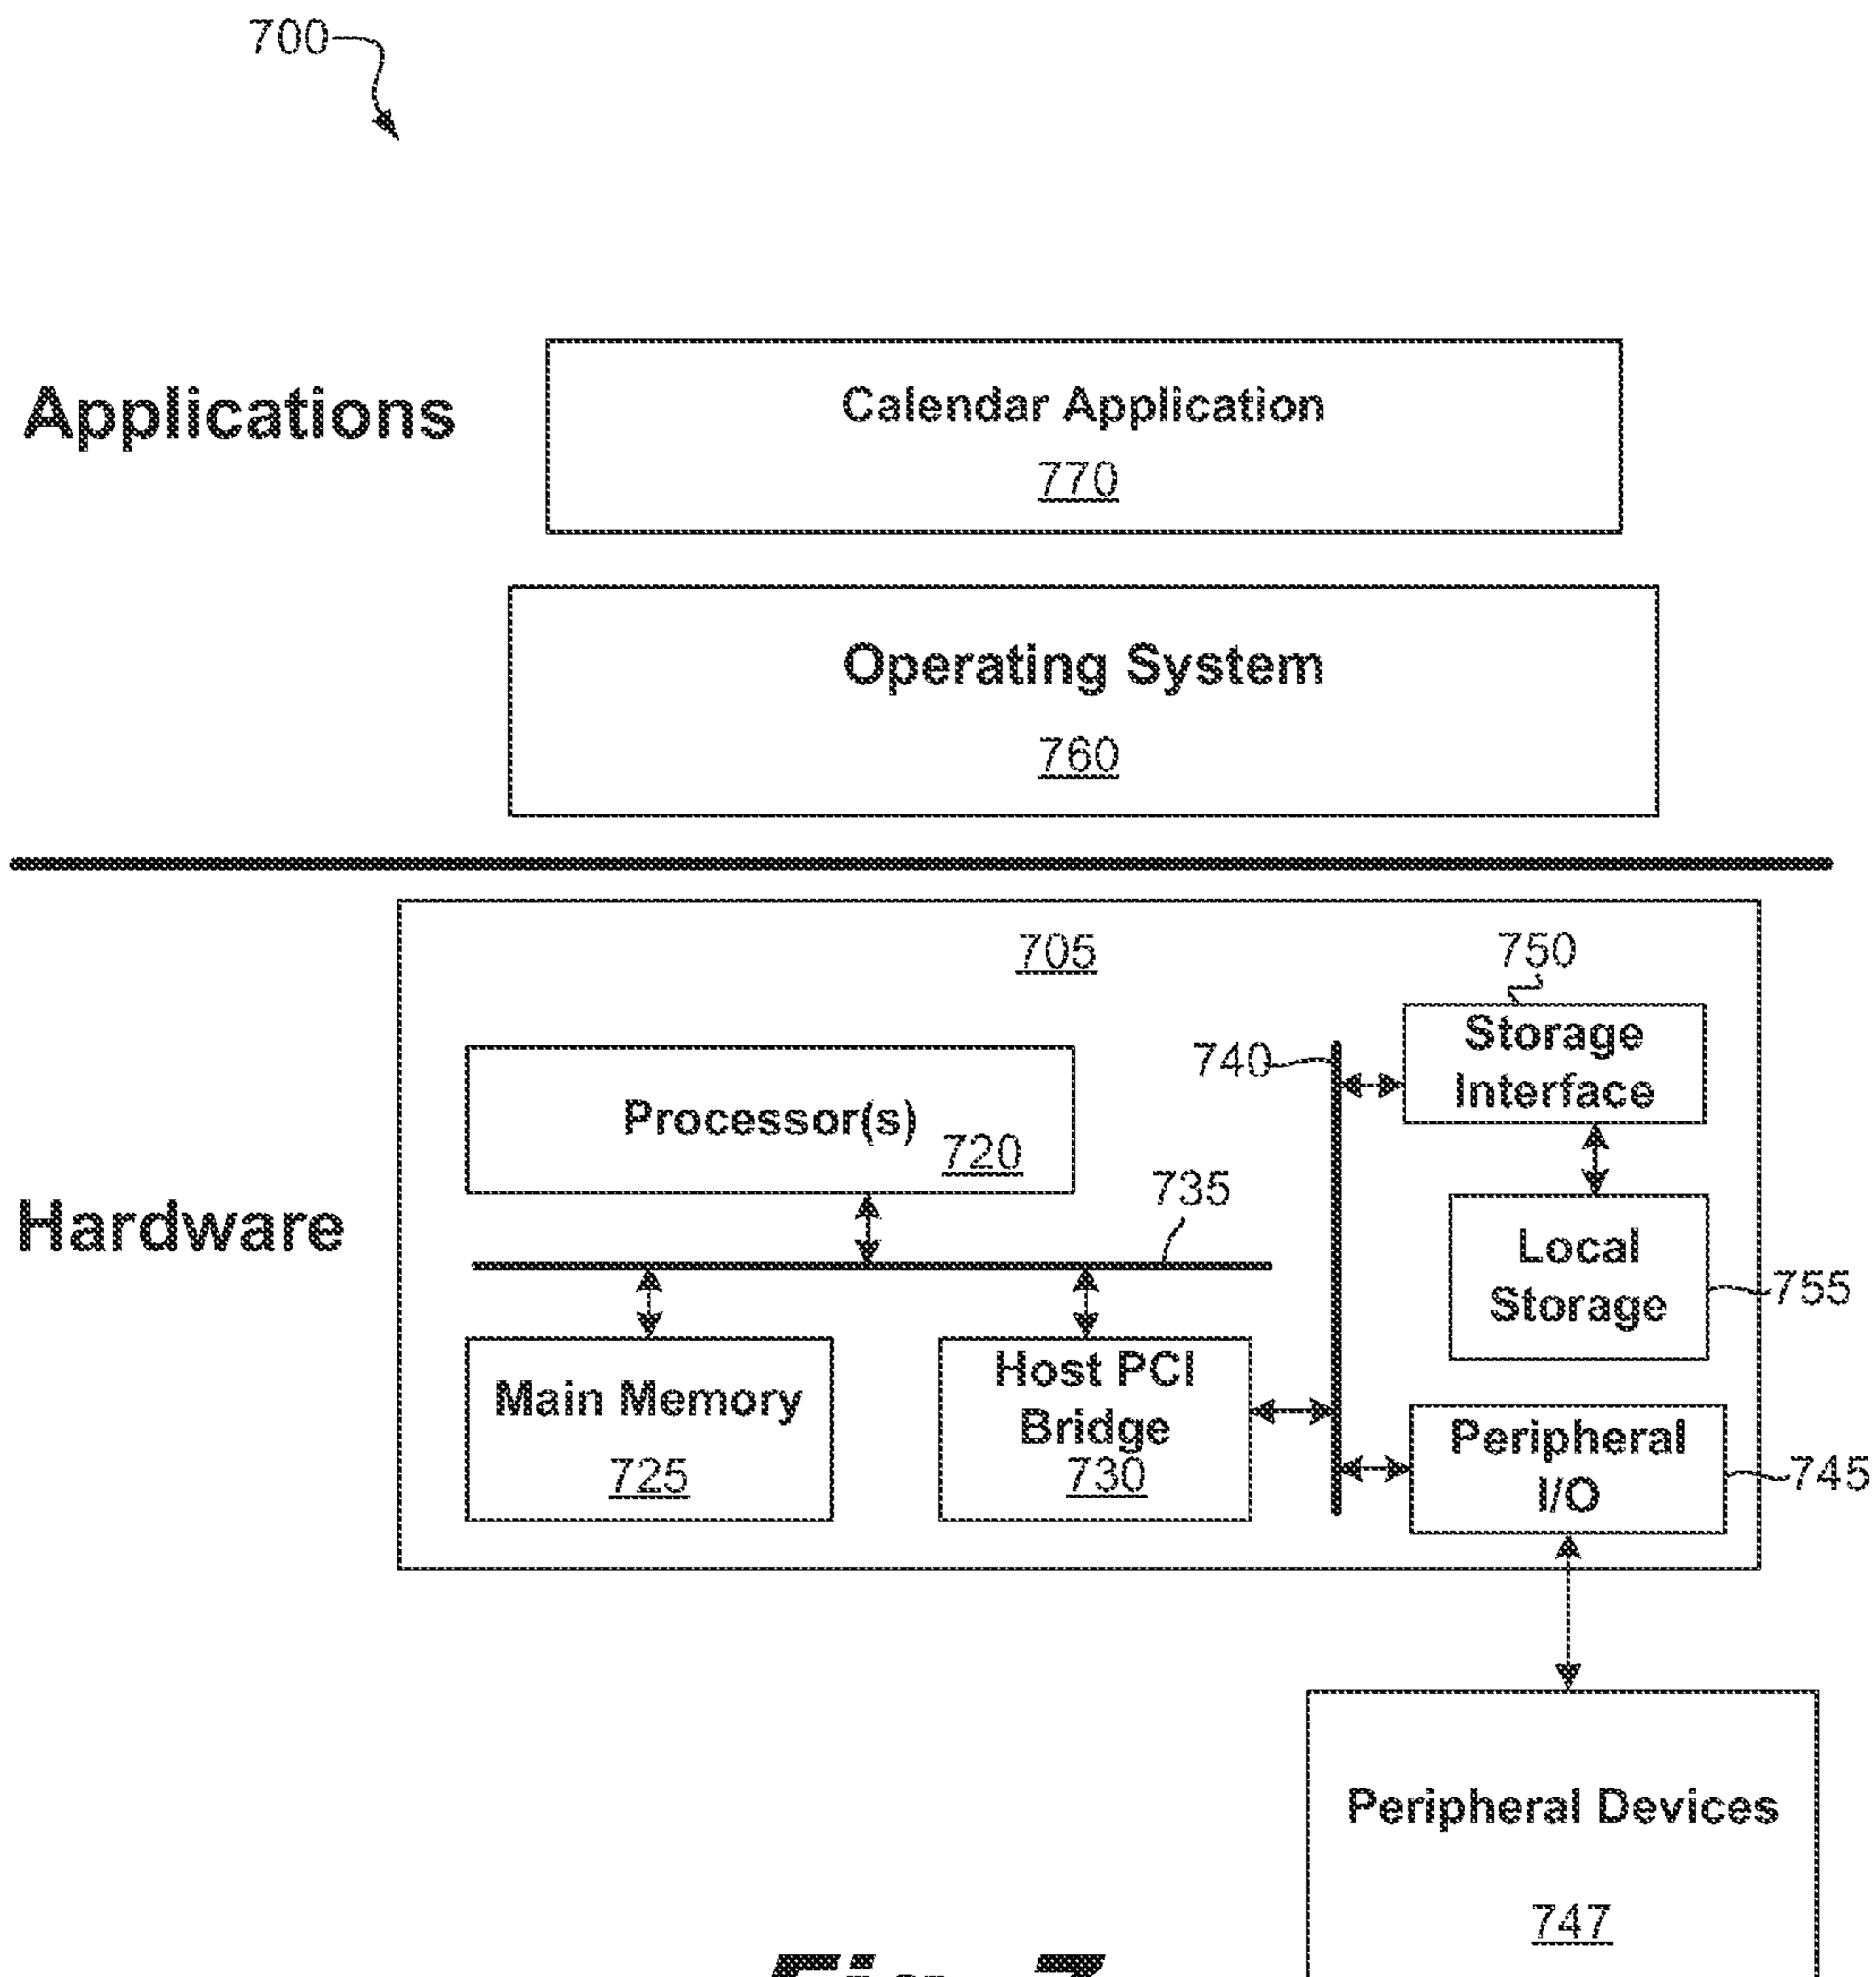 700
Applications
Calendar Application
770
Operating System
760
705
750
Storage
Interface
740
Processor(s)
720
735
Hardware
Local
Storage
755
Main Memory
725
Host PCI
Bridge
730
Peripheral
I/O
745
Peripheral Devices
747